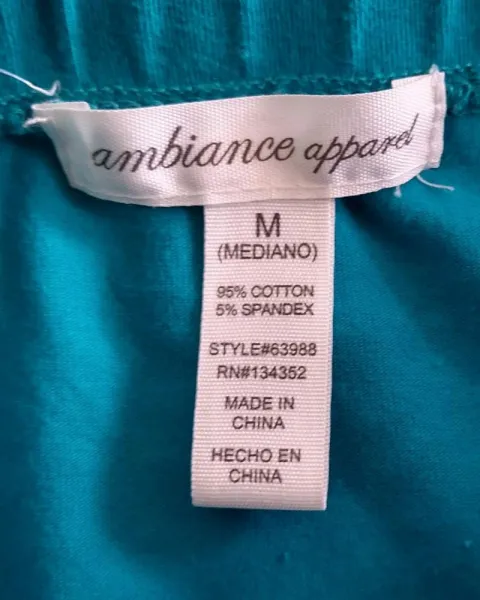 ambiance apparel
M
(MEDIANO)
95% COTTON
5% SPANDEX
STYLE#63988
RN#134352
MADE IN
CHINA
HECHO EN
CHINA